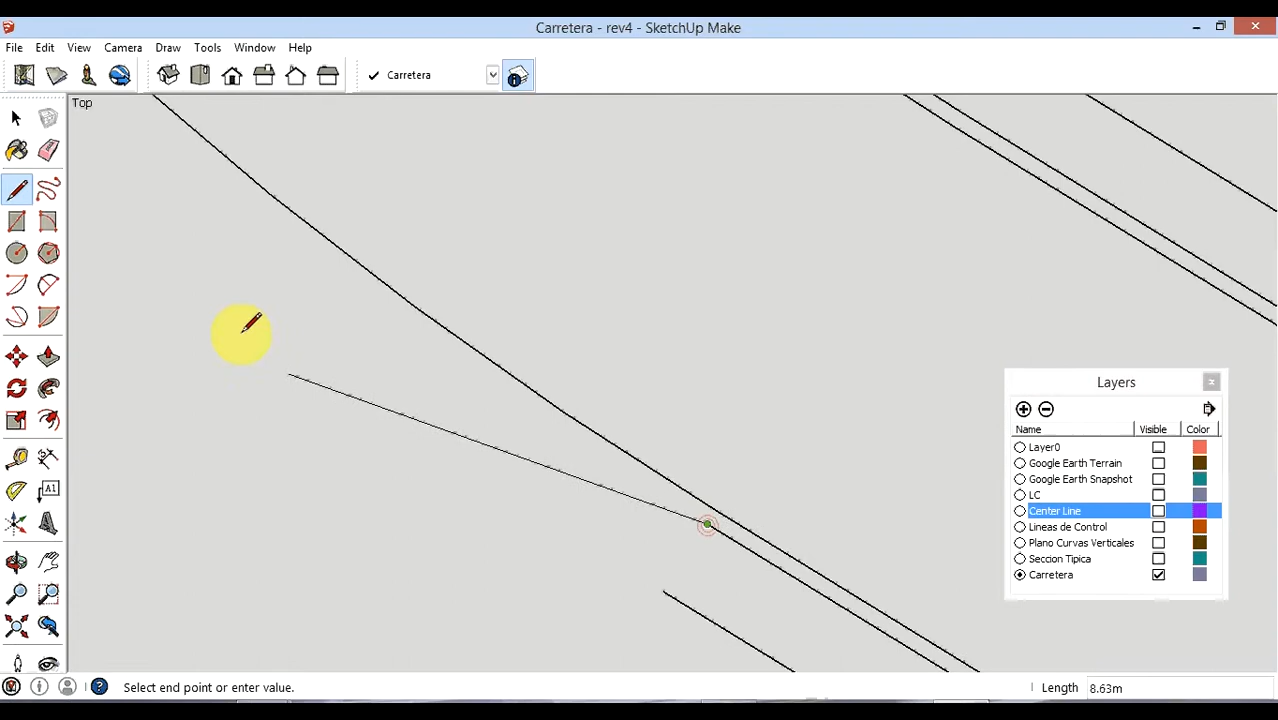 Carretera - rev4 - SketchUp Make
File Edit View Camera Draw Tools Window Help
Carretera
Top
Layers
Name Visible Color
Layer0
Google Earth Terrain
Google Earth Snapshot
LC
Center Line
Lineas de Control
Plano Curvas Verticales
Seccion Tipica
Carretera
A1
Select end point or enter value.
Length 8.63m